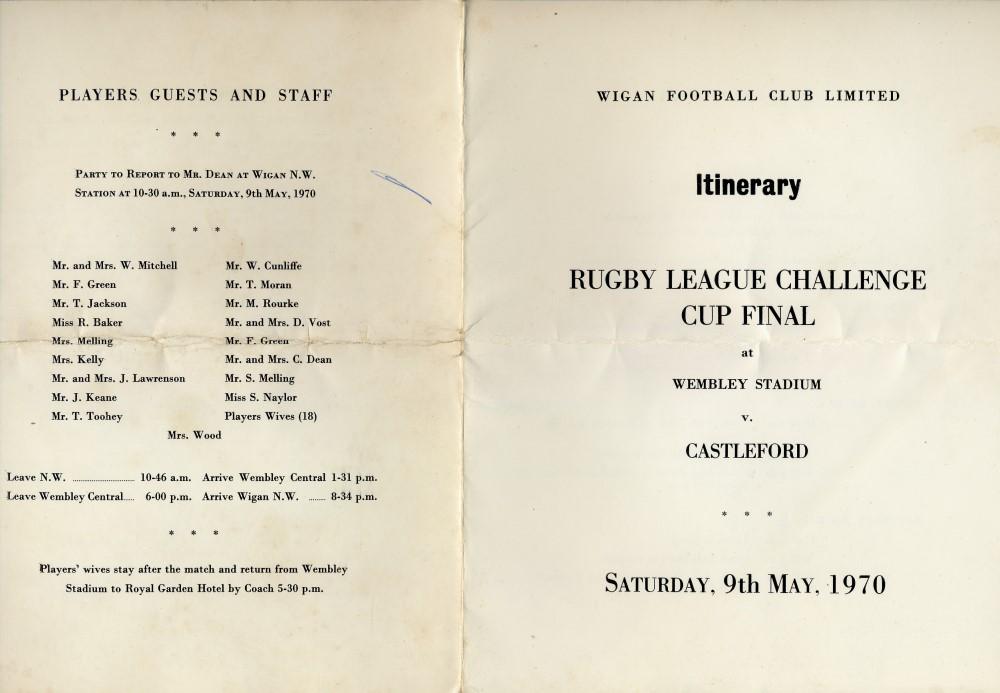 PLAYERS GUESTS AND STAFF
* * *
PARTY TO REPORT TO MR. DEAN AT WIGAN N.W.
STATION AT 10-30 a.m., SATURDAY, 9th MAY, 1970
* * *
Mr. and Mrs. W. Mitchell Mr. W. Cunliffe
Mr. F. Green Mr. T. Moran
Mr. T. Jackson Mr. M. Rourke
Miss R. Baker Mr. and Mrs. D. Vost
Mrs. Melling Mr. F. Green
Mrs. Kelly Mr. and Mrs. C. Dean
Mr. and Mrs. J. Lawrenson Mr. S. Melling
Mr. J. Keane Miss S. Naylor
Mr. T. Toohey Players Wives (18)
Mrs. Wood
Leave N.W. .......................... 10-46 a.m. Arrive Wembley Central 1-31 p.m.
Leave Wembley Central..... 6-00 p.m. Arrive Wigan N.W. ....... 8-34 p.m.
* * *
Players' wives stay after the match and return from Wembley
Stadium to Royal Garden Hotel by Coach 5-30 p.m.
WIGAN FOOTBALL CLUB LIMITED
Itinerary
RUGBY LEAGUE CHALLENGE
CUP FINAL
at
WEMBLEY STADIUM
v.
CASTLEFORD
* * *
SATURDAY, 9th MAY, 1970